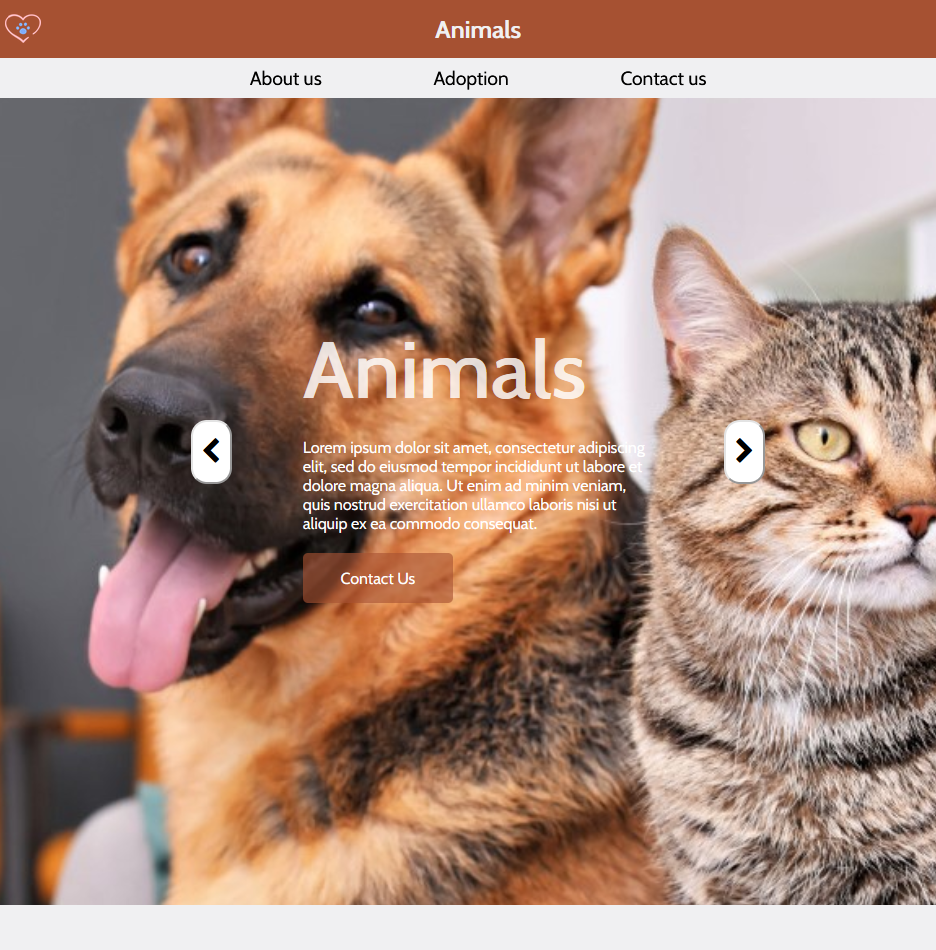 Animals
About us
Adoption
Contact us
Animals
Lorem ipsum dolor sit amet, consectetur adipiscing
elit, sed do eiusmod tempor incididunt ut labore et
dolore magna aliqua. Ut enim ad minim veniam,
quis nostrud exercitation ullamco laboris nisi ut
aliquip ex ea commodo consequat.
Contact Us